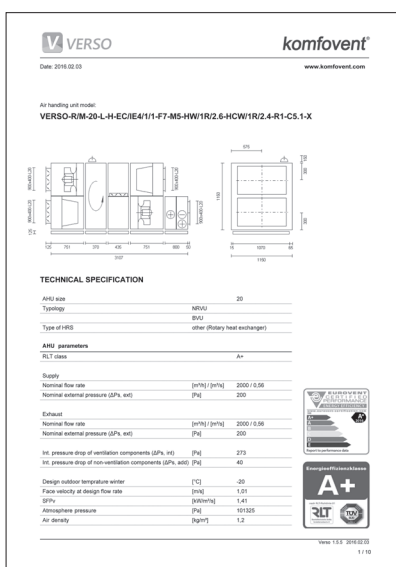 VERSO
komfovent®
Date: 2016.02.03
www.komfovent.com
Air handling unit model:
VERSO-R/M-20-L-H-EC/IE4/1/1-F7-M5-HW/1R/2.6-HCW/1R/2.4-R1-C5.1-X
TECHNICAL SPECIFICATION
AHU size 20
Typology NRVU
BVU
Type of HRS other (Rotary heat exchanger)
AHU parameters
RLT class A+
Supply
Nominal flow rate [m³/h] / [m³/s] 2000 / 0,56
Nominal external pressure (ΔPs, ext) [Pa] 200
Exhaust
Nominal flow rate [m³/h] / [m³/s] 2000 / 0,56
Nominal external pressure (ΔPs, ext) [Pa] 200
Int. pressure drop of ventilation components (ΔPs, int) [Pa] 273
Int. pressure drop of non-ventilation components (ΔPs, add) [Pa] 40
Design outdoor temprature winter [°C] -20
Face velocity at design flow rate [m/s] 1,01
SFPv [kW/m³/s] 1,41
Atmosphere pressure [Pa] 101325
Air density [kg/m³] 1,2
EUROVENT
CERTIFIED
PERFORMANCE
ENERGY EFFICIENCY
Energieeffizienzklasse
A+
RLT
TÜV
Versa 1.5.5 2016.02.03
1 / 10